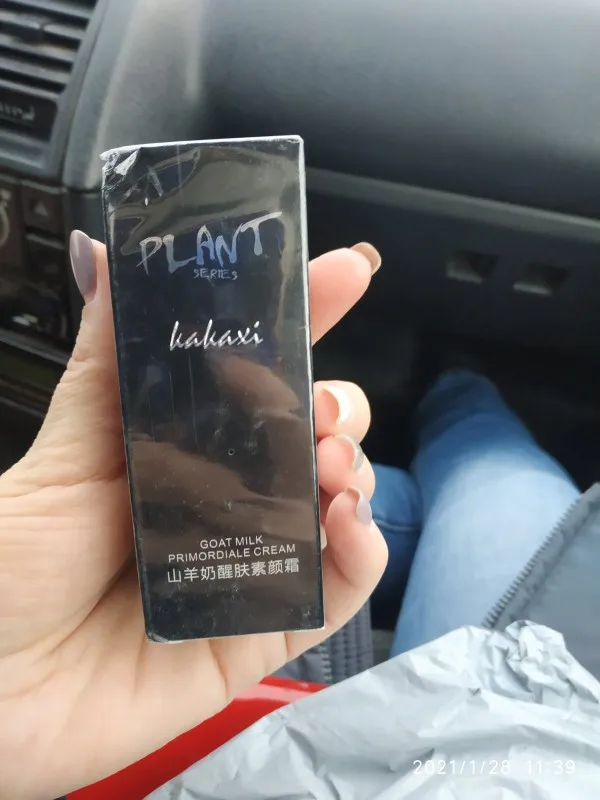 PLANT
SERIES
kakaxi
GOAT MILK
PRIMORDIALE CREAM
山羊奶醒肤素颜霜
2021/1/28 11:39